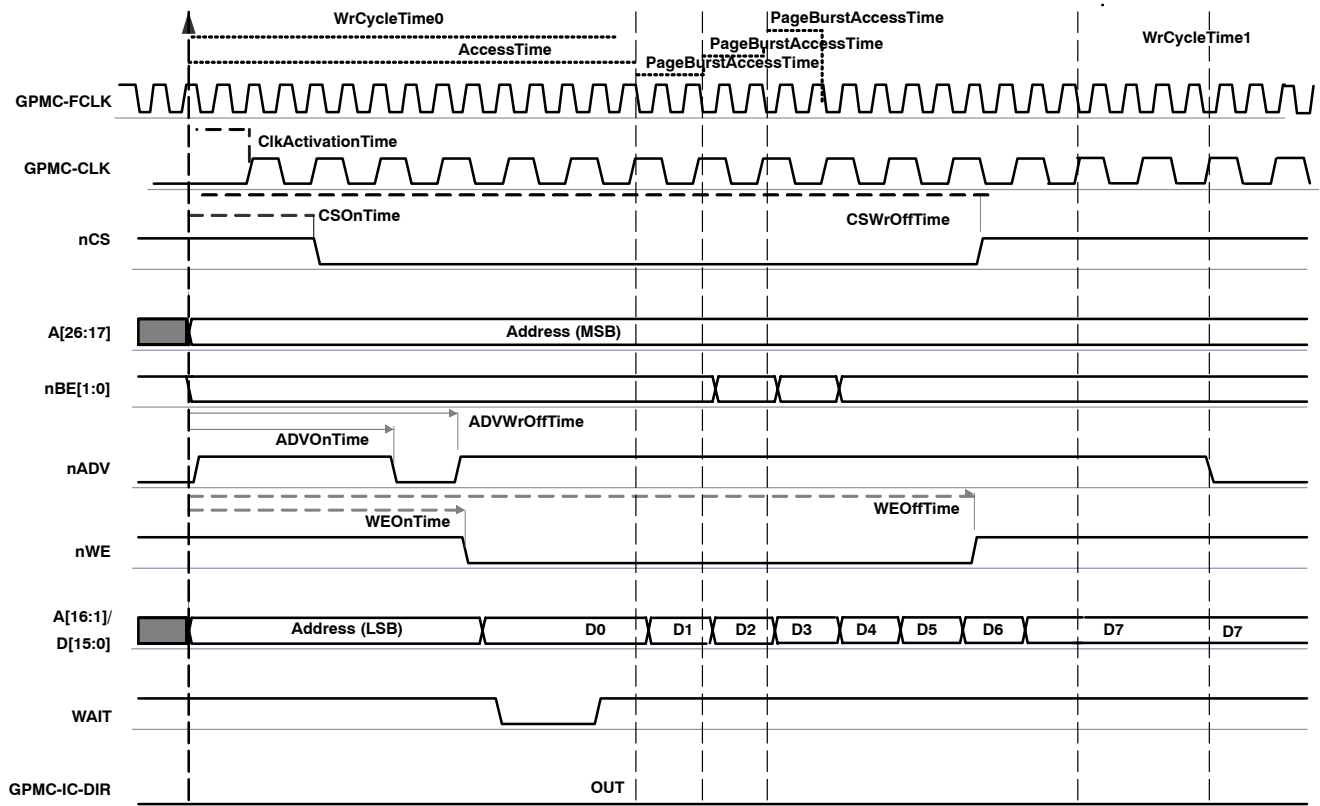 WrCycleTime0
PageBurstAccessTime
WrCycleTime1
AccessTime
PageBurstAccessTime
PageBurstAccessTime
GPMC-FCLK
ClkActivationTime
GPMC-CLK
CSOnTime
CSWrOffTime
nCS
A[26:17]
Address (MSB)
nBE[1:0]
ADVWrOffTime
ADVOnTime
nADV
WEOnTime
WEOffTime
nWE
A[16:1]/
D[15:0]
Address (LSB)
D0
D1
D2
D3
D4
D5
D6
D7
D7
WAIT
GPMC-IC-DIR
OUT